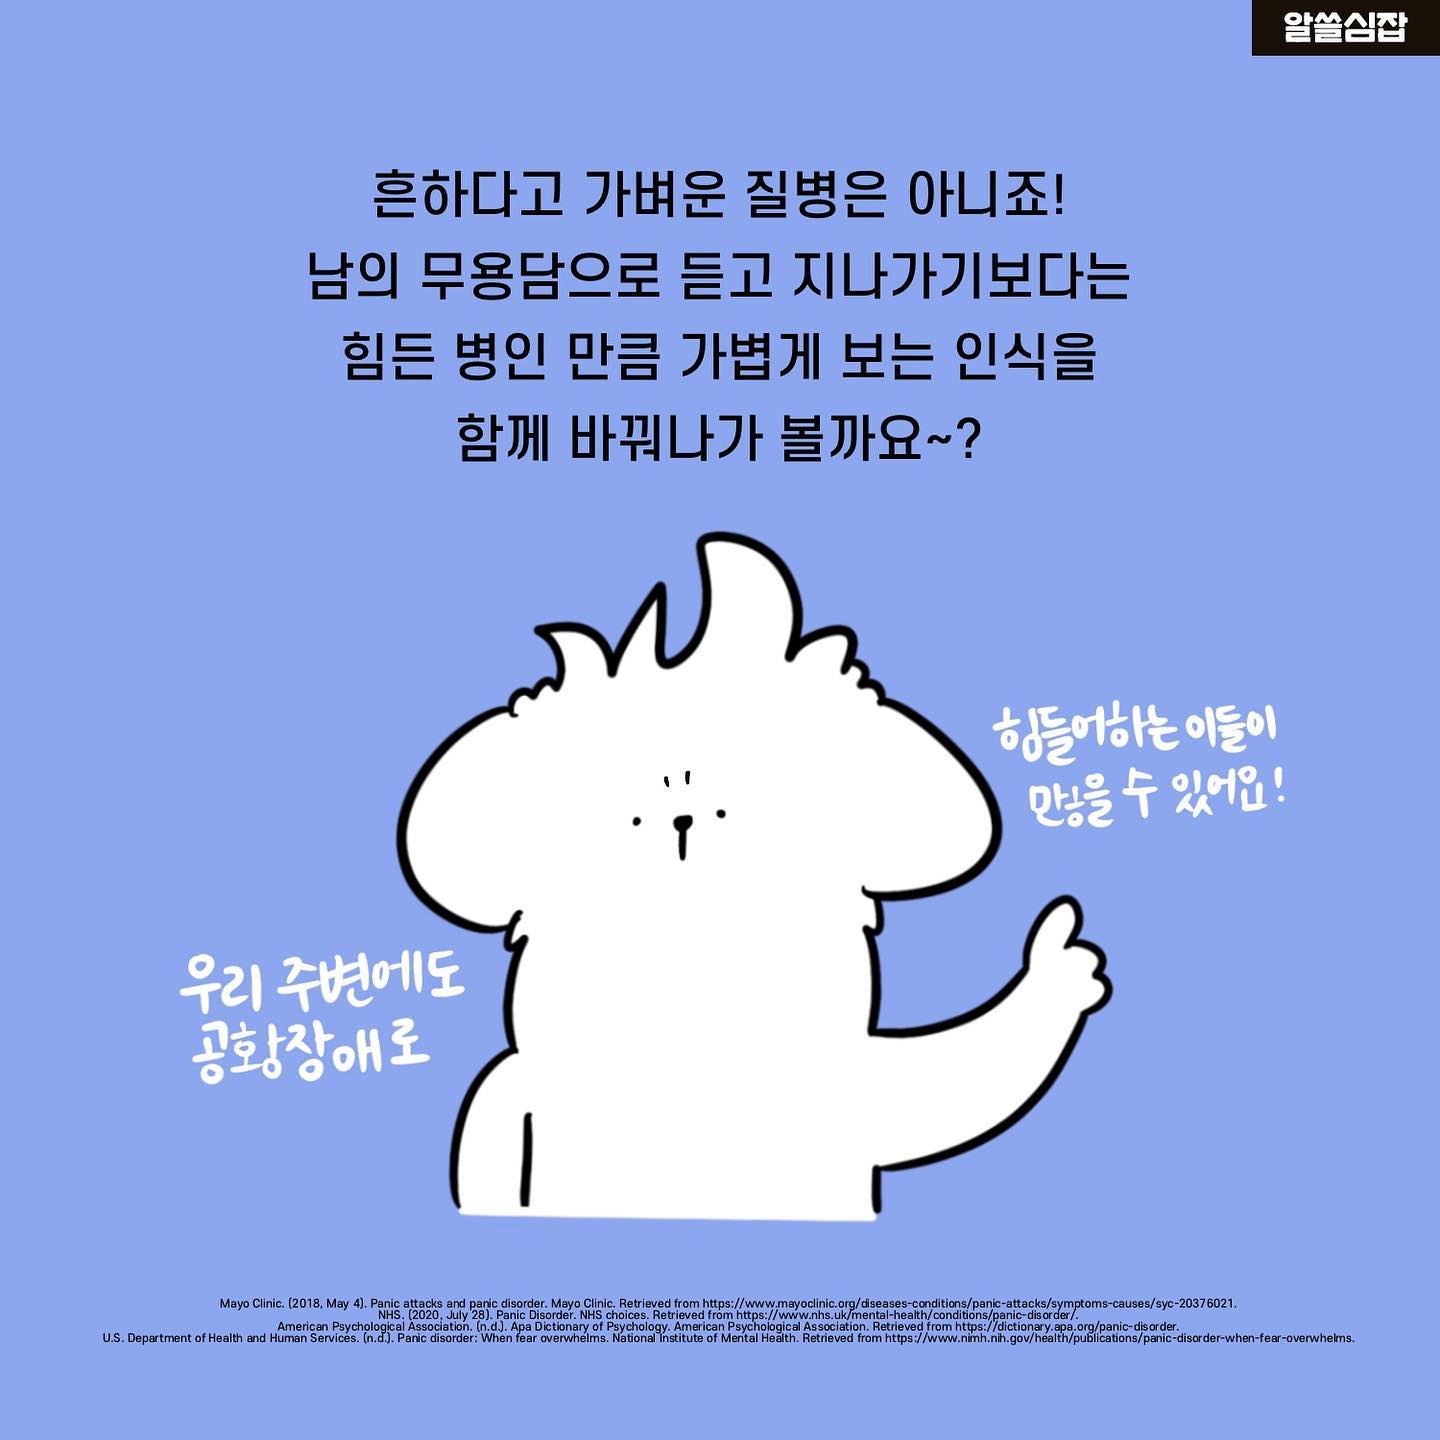 알쓸심잡
흔하다고 가벼운 질병은 아니죠!
남의 무용담으로 듣고 지나가기보다는
힘든 병인 만큼 가볍게 보는 인식을
함께 바꿔나가 볼까요~?
힘들어하는 이들이
만흥을 수 있어요!
우리 주변에도
공황장애로
Mayo Clinic. (2018, May 4). Panic attacks and panic disorder. Mayo Clinic. Retrieved from https://www.mayoclinic.org/diseases-conditions/panic-attacks/symptoms-causes/syc-20376021.
NHS. (2020, July 28). Panic Disorder. NHS choices. Retrieved from https://www.nhs.uk/mental-health/conditions/panic-disorder/.
American Psychological Association. (n.d.). Apa Dictionary of Psychology. American Psychological Association. Retrieved from https://dictionary.apa.org/panic-disorder.
U.S. Department of Health and Human Services. (n.d.). Panic disorder: When fear overwhelms. National Institute of Mental Health. Retrieved from https://www.nimh.nih.gov/health/publications/panic-disorder-when-fear-overwhelms.